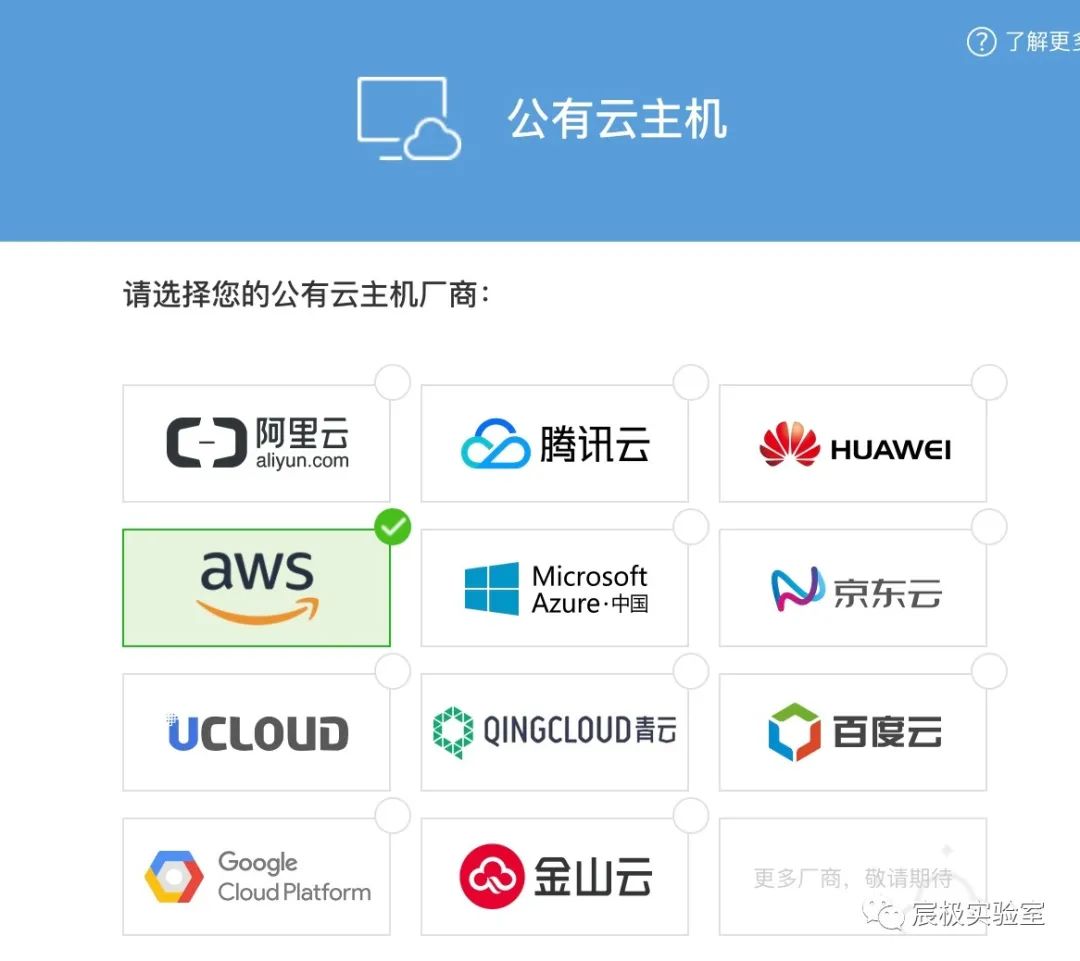 了解更多
公有云主机
请选择您的公有云主机厂商:
阿里云
aliyun.com
腾讯云
HUAWEI
aws
Microsoft
Azure·中国
京东云
UCLOUD
QINGCLOUD青云
百度云
Google
Cloud Platform
金山云
更多厂商，敬请期待
宸极实验室